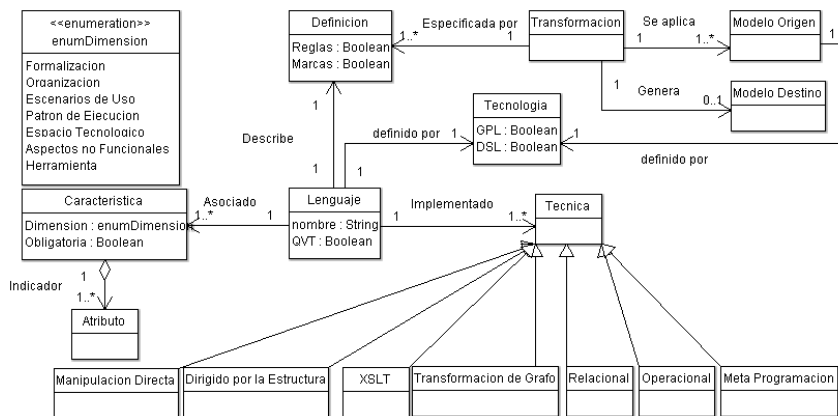 <<enumeration>>
enumDimension
Formalizacion
Organizacion
Escenarios de Uso
Patron de Ejecucion
Espacio Tecnologico
Aspectos no Funcionales
Herramienta
Definicion
Reglas : Boolean
Marcas : Boolean
1..*
Especificada por
1
Transformacion
Se aplica
1
1..*
Modelo Origen
1
1
Genera
0..1
Modelo Destino
Tecnologia
GPL : Boolean
DSL : Boolean
1
definido por
1
1
definido por
1
Describe
1
1
Caracteristica
Dimension : enumDimension
Obligatoria : Boolean
Asociado
1..*
1
Lenguaje
nombre : String
QVT : Boolean
Implementado
1
1..*
Tecnica
Indicador
1
1..*
Atributo
Manipulacion Directa
Dirigido por la Estructura
XSLT
Transformacion de Grafo
Relacional
Operacional
Meta Programacion